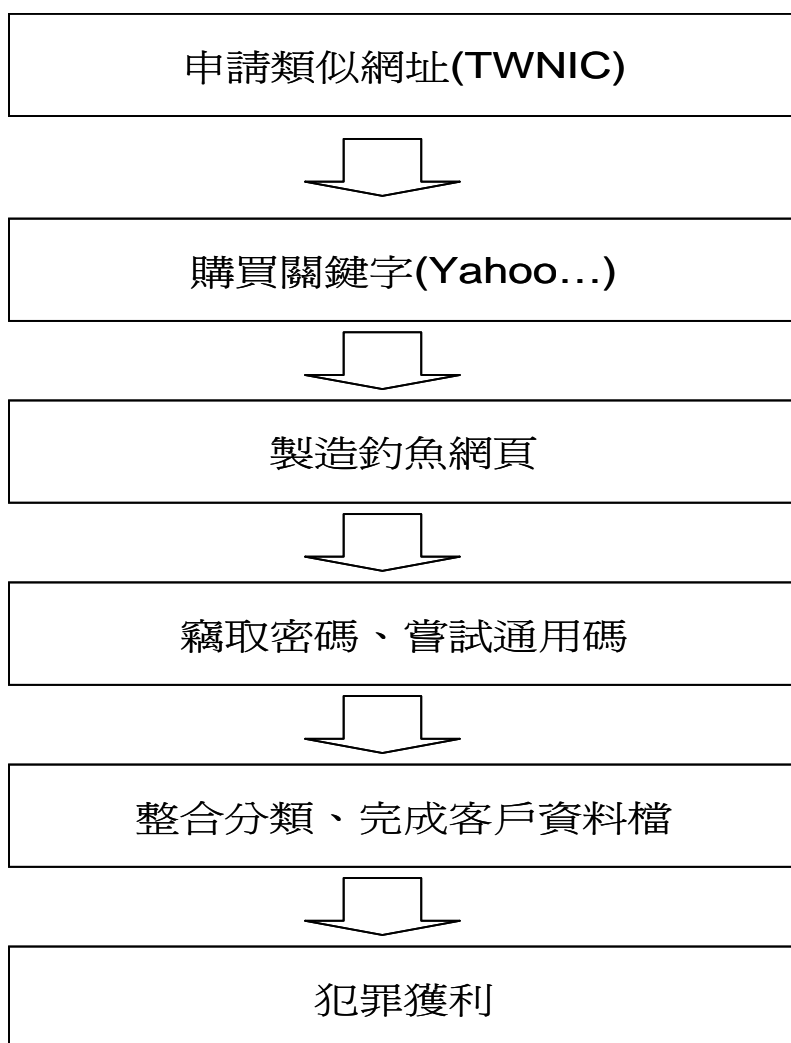 申請類似網址(TWNIC)
購買關鍵字(Yahoo…)
製造釣魚網頁
竊取密碼、嘗試通用碼
整合分類、完成客戶資料檔
犯罪獲利